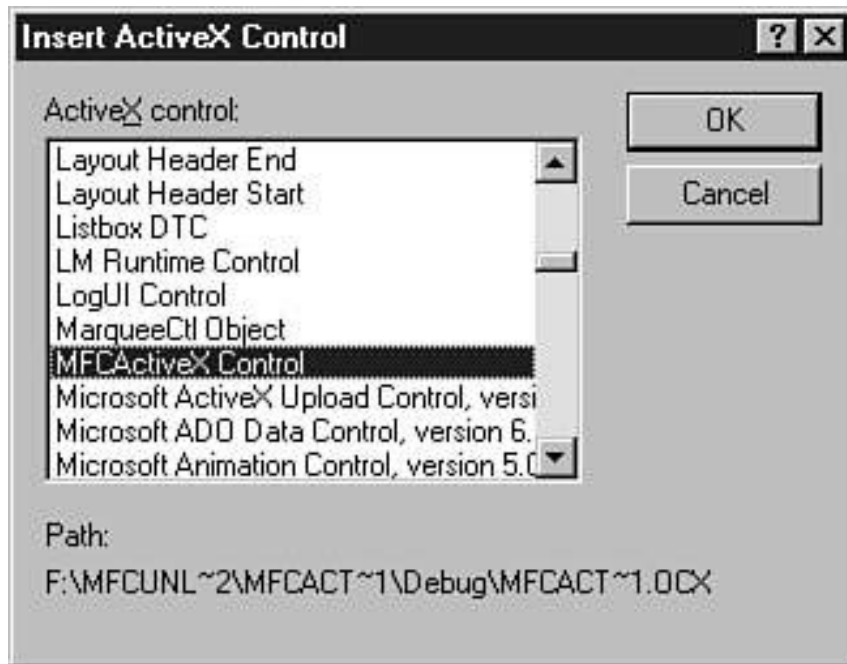 Insert ActiveX Control
ActiveX control:
OK
Cancel
Layout Header End
Layout Header Start
Listbox DTC
LM Runtime Control
LogUI Control
MarqueeCtl Object
MFCActiveX Control
Microsoft ActiveX Upload Control, versi
Microsoft ADO Data Control, version 6.
Microsoft Animation Control, version 5.0
Path:
F:\MFCUNL~2\MFCACT~1\Debug\MFCACT~1.OCX